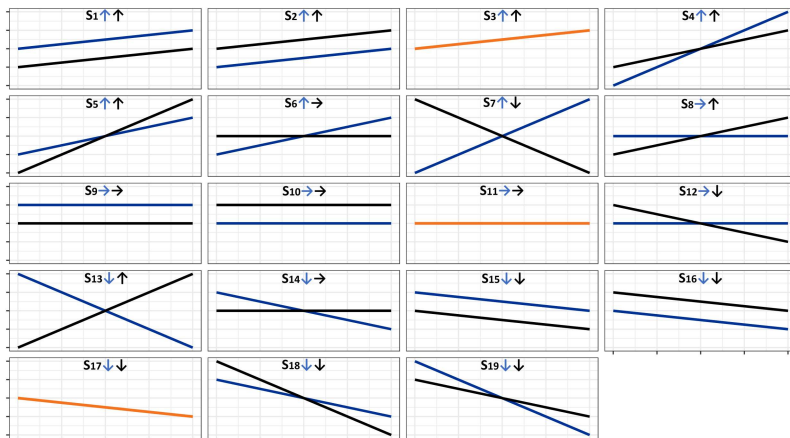 S1↑↑
S2↑↑
S3↑↑
S4↑↑
S5↑↑
S6↑→
S7↑↓
S8→↑
S9→→
S10→→
S11→→
S12→↓
S13↓↑
S14↓→
S15↓↓
S16↓↓
S17↓↓
S18↓↓
S19↓↓